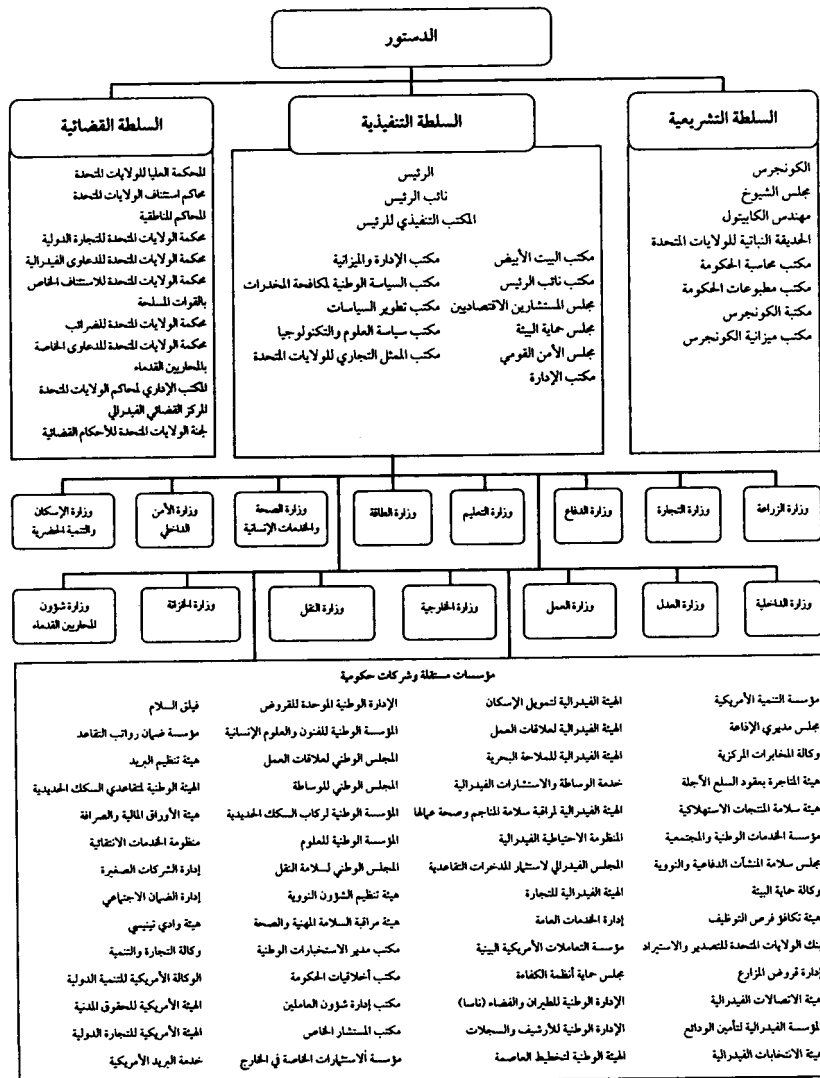 الدستور
السلطة التشريعية
الكونجرس
مجلس الشيوخ
مهندس الكابيتول
الحديقة النباتية للولايات المتحدة
مكتب محاسبة الحكومة
مكتب مطبوعات الحكومة
مكتبة الكونجرس
مكتب ميزانية الكونجرس
السلطة التنفيذية
الرئيس
نائب الرئيس
المكتب التنفيذي للرئيس
مكتب البيت الأبيض
مكتب نائب الرئيس
مجلس المستشارين الاقتصاديين
مجلس حماية البيئة
مجلس الأمن القومي
مكتب الإدارة
مكتب الإدارة والميزانية
مكتب السياسة الوطنية لمكافحة المخدرات
مكتب تطوير السياسات
مكتب سياسة العلوم والتكنولوجيا
مكتب الممثل التجاري للولايات المتحدة
السلطة القضائية
المحكمة العليا للولايات المتحدة
محاكم استئناف الولايات المتحدة
المحاكم المناطقية
محكمة الولايات المتحدة للتجارة الدولية
محكمة الولايات المتحدة للدعاوى الفيدرالية
محكمة الولايات المتحدة للاستئناف الخاص
بالقوات المسلحة
محكمة الولايات المتحدة للضرائب
محكمة الولايات المتحدة للدعاوى الخاصة
بالمحاربين القدماء
المكتب الإداري لمحاكم الولايات المتحدة
المركز القضائي الفيدرالي
لجنة الولايات المتحدة للأحكام القضائية
وزارة الزراعة
وزارة التجارة
وزارة الدفاع
وزارة التعليم
وزارة الطاقة
وزارة الصحة
والخدمات الإنسانية
وزارة الأمن
الداخلي
وزارة الإسكان
والتنمية الحضرية
وزارة الداخلية
وزارة العدل
وزارة العمل
وزارة الخارجية
وزارة النقل
وزارة الخزانة
وزارة شؤون
المحاربين القدماء
مؤسسات مستقلة وشركات حكومية
مؤسسة التنمية الأمريكية
مجلس مديري الإذاعة
وكالة المخابرات المركزية
هيئة المتاجرة بعقود السلع الآجلة
هيئة سلامة المنتجات الاستهلاكية
مؤسسة الخدمات الوطنية والمجتمعية
مجلس سلامة المنشآت الدفاعية والنووية
وكالة حماية البيئة
هيئة تكافؤ فرص التوظيف
بنك الولايات المتحدة للتصدير والاستيراد
إدارة قروض المزارع
هيئة الاتصالات الفيدرالية
المؤسسة الفيدرالية لتأمين الودائع
هيئة الانتخابات الفيدرالية
الهيئة الفيدرالية لتمويل الإسكان
الهيئة الفيدرالية لعلاقات العمل
الهيئة الفيدرالية للملاحة البحرية
خدمة الوساطة والاستشارات الفيدرالية
الهيئة الفيدرالية لمراقبة سلامة المناجم وصحة عمالها
المنظومة الاحتياطية الفيدرالية
المجلس الفيدرالي لاستثمار المدخرات التقاعدية
الهيئة الفيدرالية للتجارة
إدارة الخدمات العامة
مؤسسة التعاملات الأمريكية البينية
مجلس حماية أنظمة الكفاءة
الإدارة الوطنية للطيران والفضاء (ناسا)
الإدارة الوطنية للأرشيف والسجلات
الهيئة الوطنية لتخطيط العاصمة
الإدارة الوطنية الموحدة للقروض
المؤسسة الوطنية للفنون والعلوم الإنسانية
المجلس الوطني لعلاقات العمل
المجلس الوطني للوساطة
المؤسسة الوطنية لركاب السكك الحديدية
المؤسسة الوطنية للعلوم
المجلس الوطني لسلامة النقل
هيئة تنظيم الشؤون النووية
هيئة مراقبة السلامة المهنية والصحة
مكتب مدير الاستخبارات الوطنية
مكتب أخلاقيات الحكومة
مكتب إدارة شؤون العاملين
مكتب المستشار الخاص
مؤسسة الاستثمارات الخاصة في الخارج
فيلق السلام
مؤسسة ضمان رواتب التقاعد
هيئة تنظيم البريد
الهيئة الوطنية لمتقاعدي السكك الحديدية
هيئة الأوراق المالية والصرافة
منظومة الخدمات الانتقائية
إدارة الشركات الصغيرة
إدارة الضمان الاجتماعي
هيئة وادي تينيسي
وكالة التجارة والتنمية
الوكالة الأمريكية للتنمية الدولية
الهيئة الأمريكية للحقوق المدنية
الهيئة الأمريكية للتجارة الدولية
خدمة البريد الأمريكية